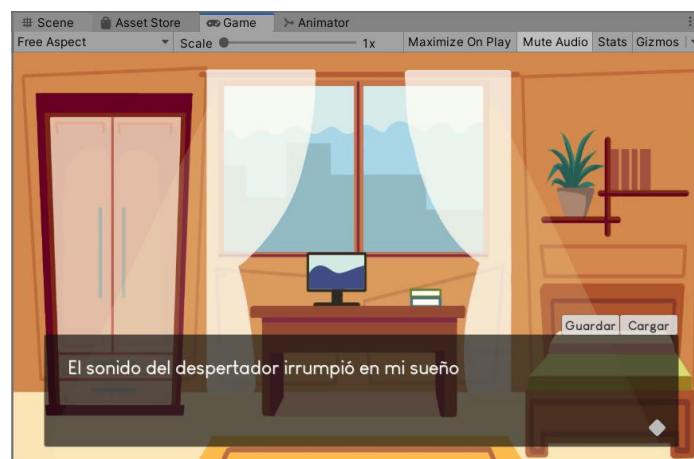 Scene Asset Store Game Animator
Free Aspect Scale 1x Maximize On Play Mute Audio Stats Gizmos
Guardar Cargar
El sonido del despertador irrumpió en mi sueño